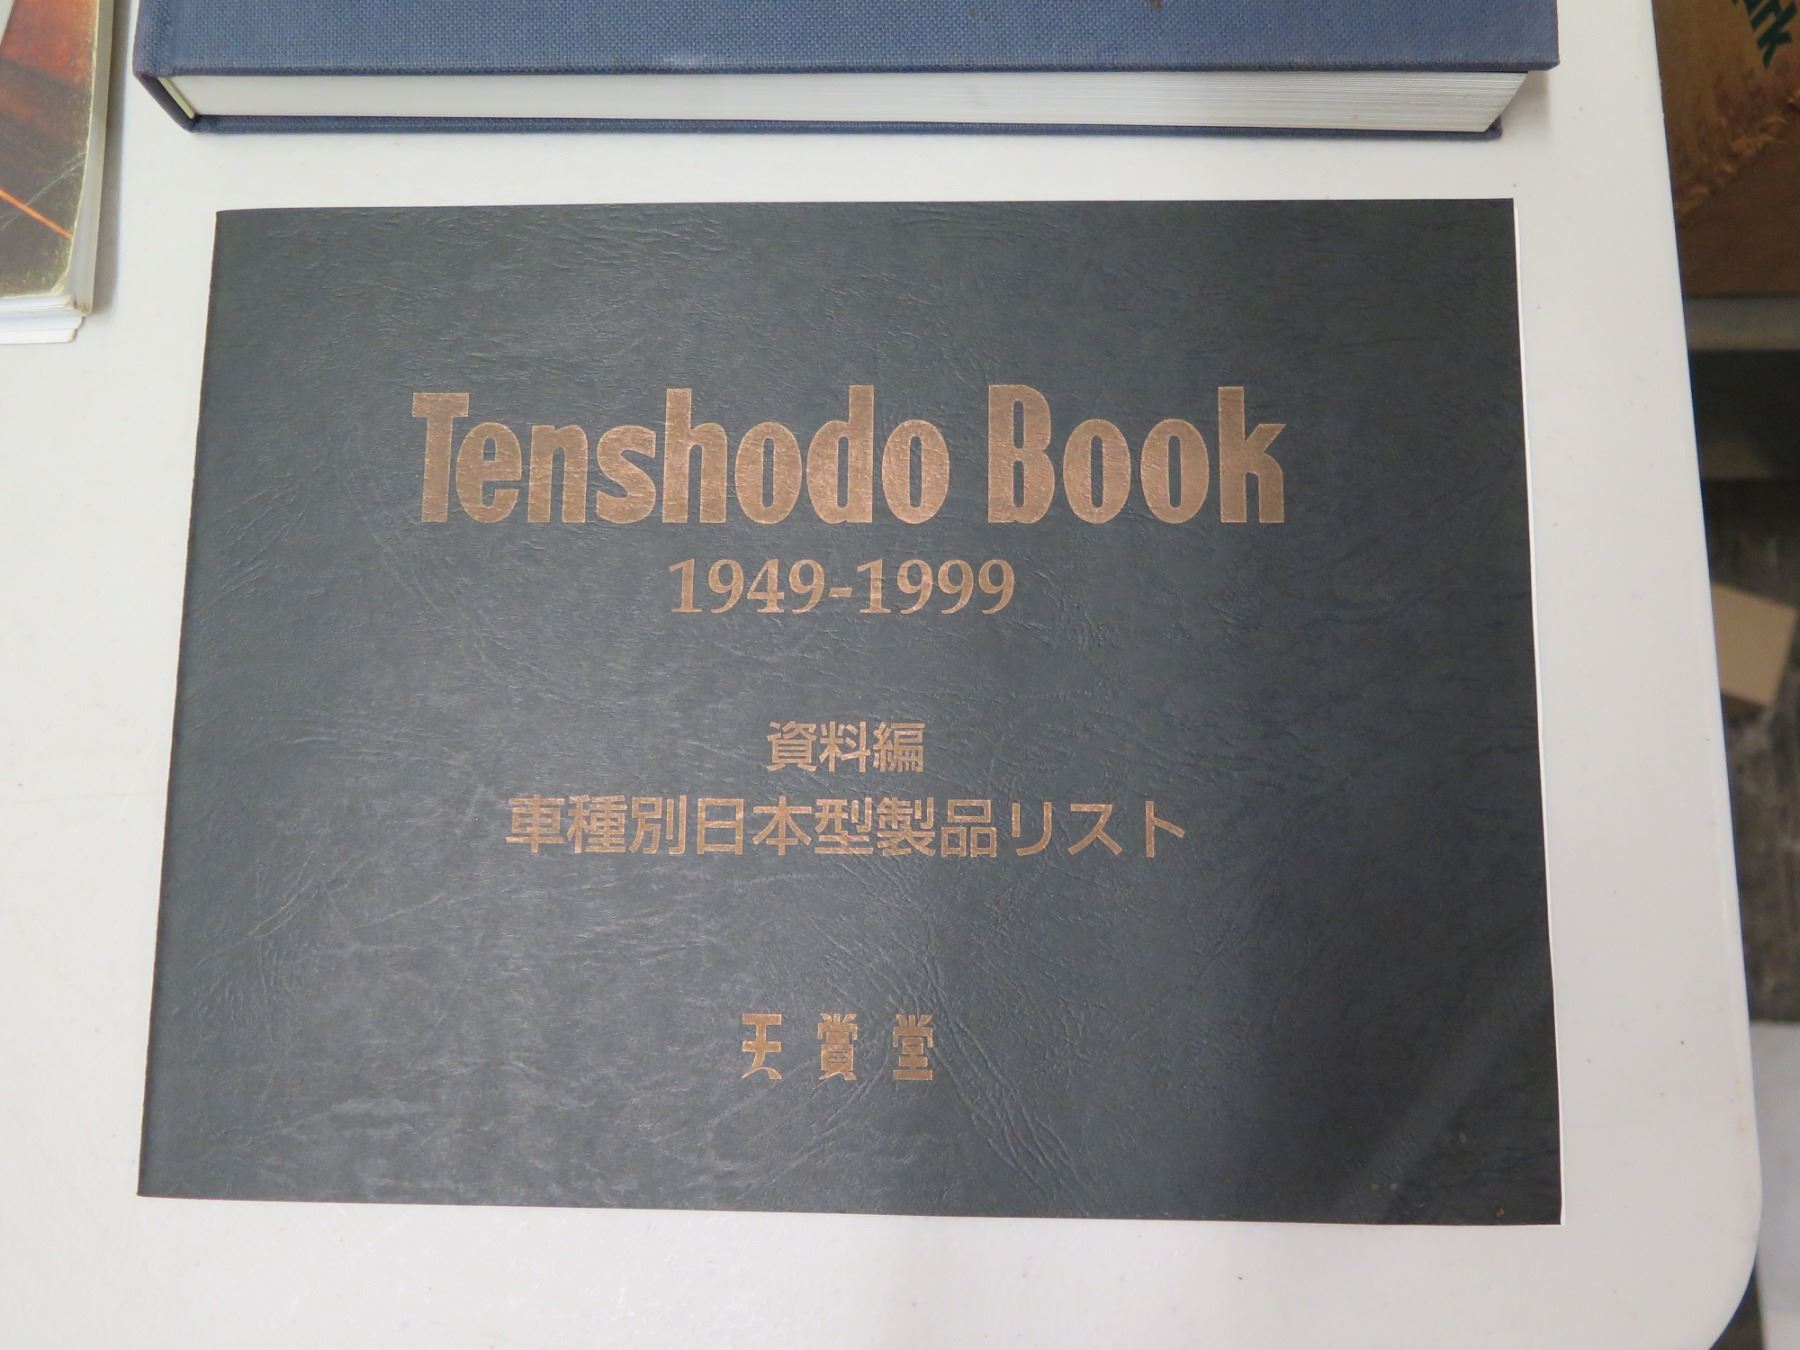 Tenshodo Book
1949-1999
資料編
車種別日本型製品リスト
天賞堂